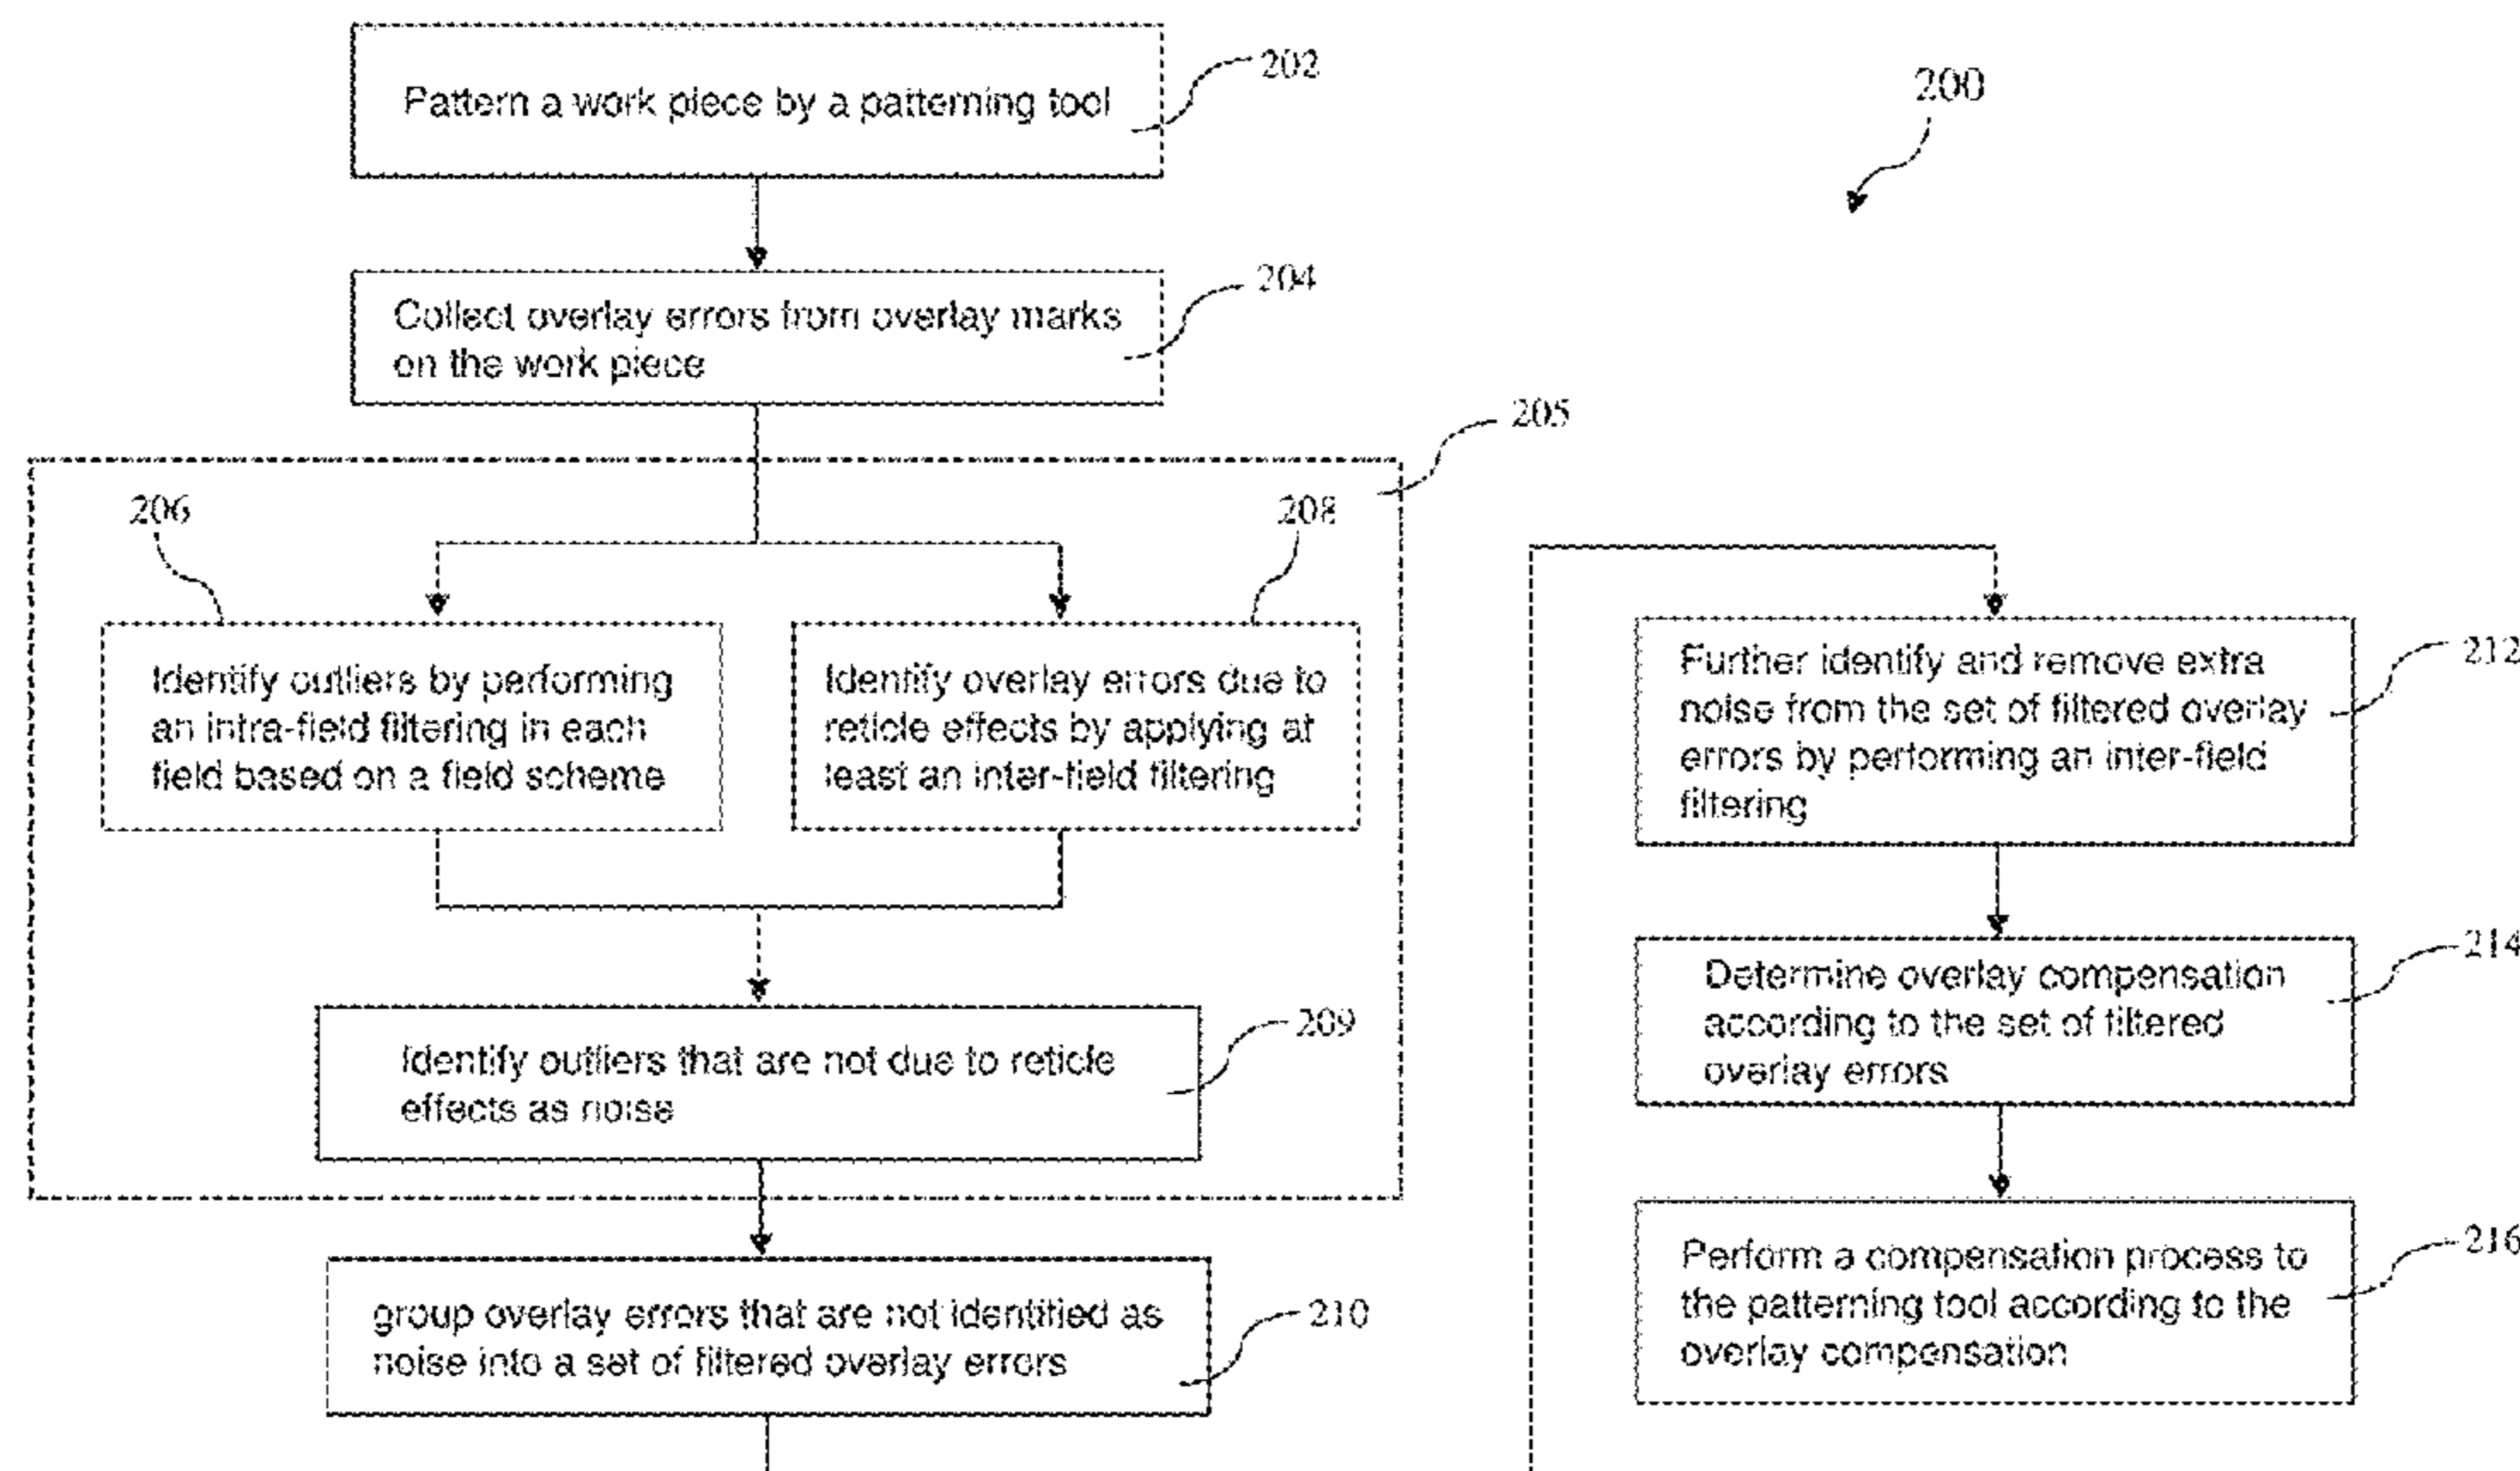 202
Pattern a work piece by a patterning tool
200
204
Collect overlay errors from overlay marks
on the work piece
205
206
208
Identify outliers by performing
an intra-field filtering in each
field based on a field scheme
Identify overlay errors due to
reticle effects by applying at
least an inter-field filtering
209
Identify outliers that are not due to reticle
effects as noise
210
group overlay errors that are not identified as
noise into a set of filtered overlay errors
212
Further identify and remove extra
noise from the set of filtered overlay
errors by performing an inter-field
filtering
214
Determine overlay compensation
according to the set of filtered
overlay errors
216
Perform a compensation process to
the patterning tool according to the
overlay compensation